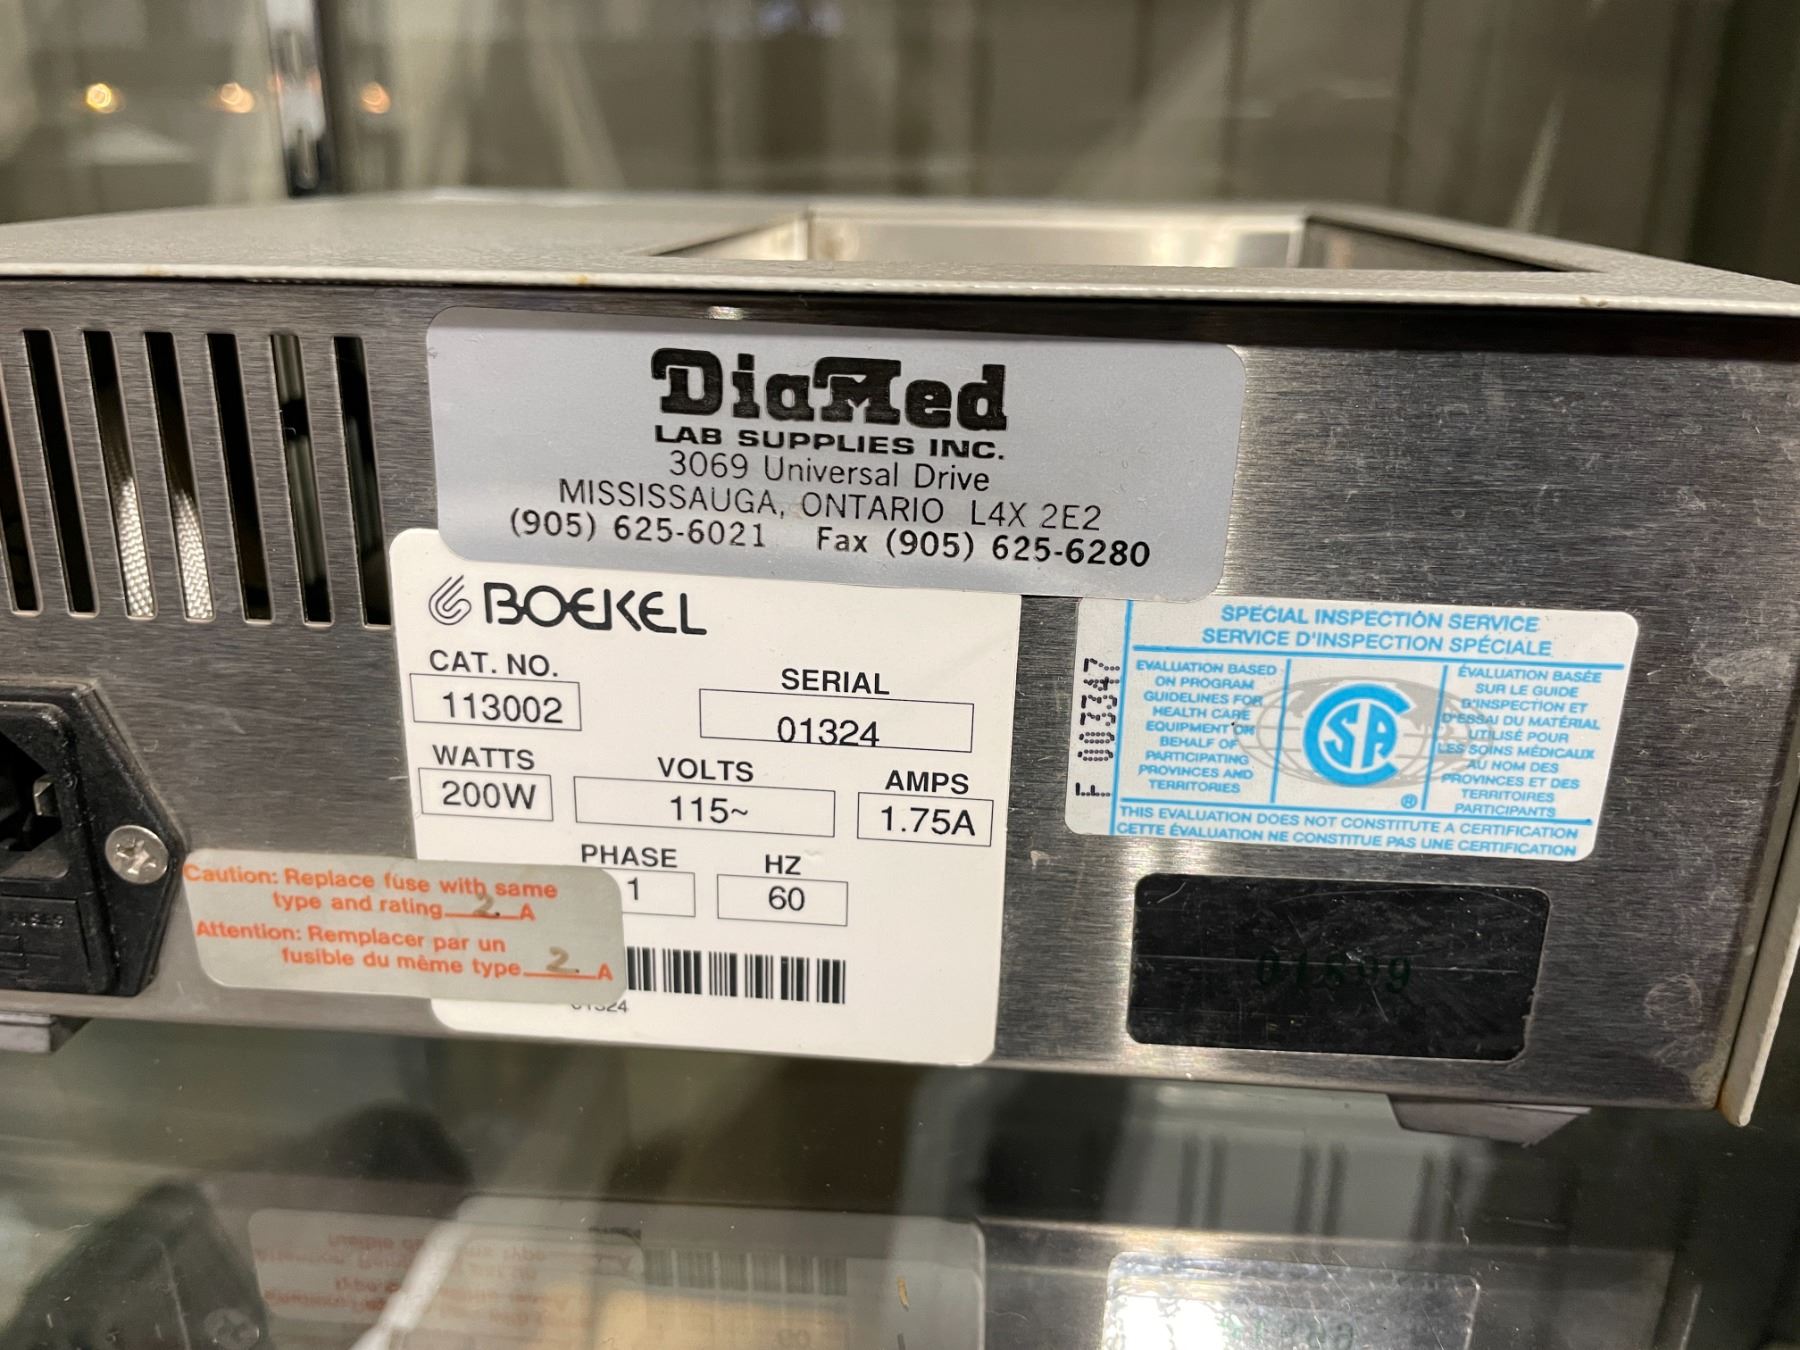 DiaMed
LAB SUPPLIES INC.
3069 Universal Drive
MISSISSAUGA, ONTARIO L4X 2E2
(905) 625-6021 Fax (905) 625-6280
BOEKEL
CAT. NO.
113002
SERIAL
01324
WATTS
200W
VOLTS
115~
AMPS
1.75A
PHASE
1
HZ
60
01324
Caution: Replace fuse with same
type and rating 2 A
Attention: Remplacer par un
fusible du même type 2 A
FUSES
F 003347
SPECIAL INSPECTION SERVICE
SERVICE D'INSPECTION SPÉCIALE
EVALUATION BASED
ON PROGRAM
GUIDELINES FOR
HEALTH CARE
EQUIPMENT ON
BEHALF OF
PARTICIPATING
PROVINCES AND
TERRITORIES
SA
®
ÉVALUATION BASÉE
SUR LE GUIDE
D'INSPECTION ET
D'ESSAI DU MATÉRIAL
UTILISÉ POUR
LES SOINS MÉDICAUX
AU NOM DES
PROVINCES ET DES
TERRITOIRES
PARTICIPANTS
THIS EVALUATION DOES NOT CONSTITUTE A CERTIFICATION
CETTE ÉVALUATION NE CONSTITUE PAS UNE CERTIFICATION